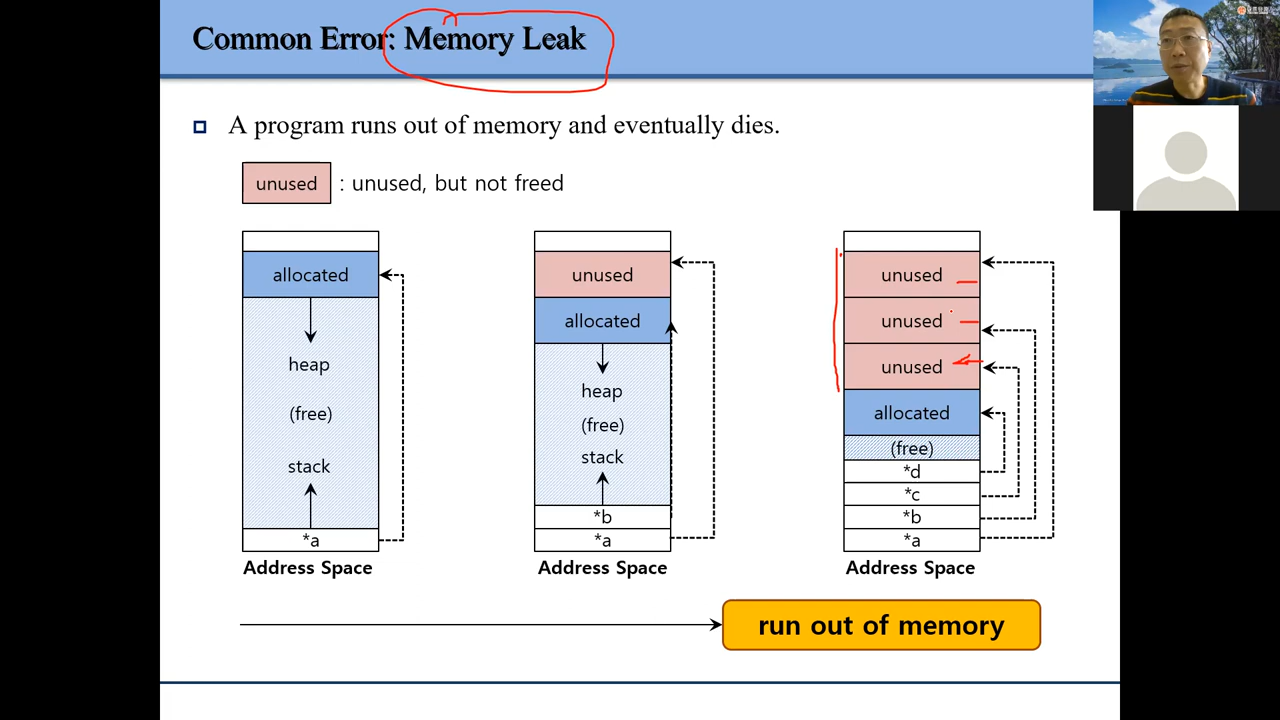 Common Error: Memory Leak
A program runs out of memory and eventually dies.
unused : unused, but not freed
allocated
heap
(free)
stack
*a
Address Space
unused
allocated
heap
(free)
stack
*b
*a
Address Space
unused
unused
unused
allocated
(free)
*d
*c
*b
*a
Address Space
run out of memory